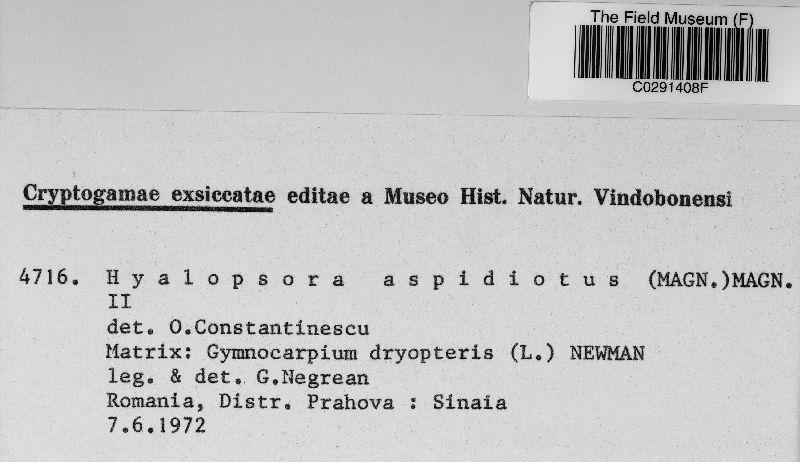 The Field Museum (F)
C0291408F
Cryptogamae exsiccatae editae a Museo Hist. Natur. Vindobonensi
4716. Hyalopsora aspidiotus (MAGN.)MAGN.
II
det. O.Constantinescu
Matrix: Gymnocarpium dryopteris (L.) NEWMAN
leg. & det. G.Negrean
Romania, Distr. Prahova : Sinaia
7.6.1972